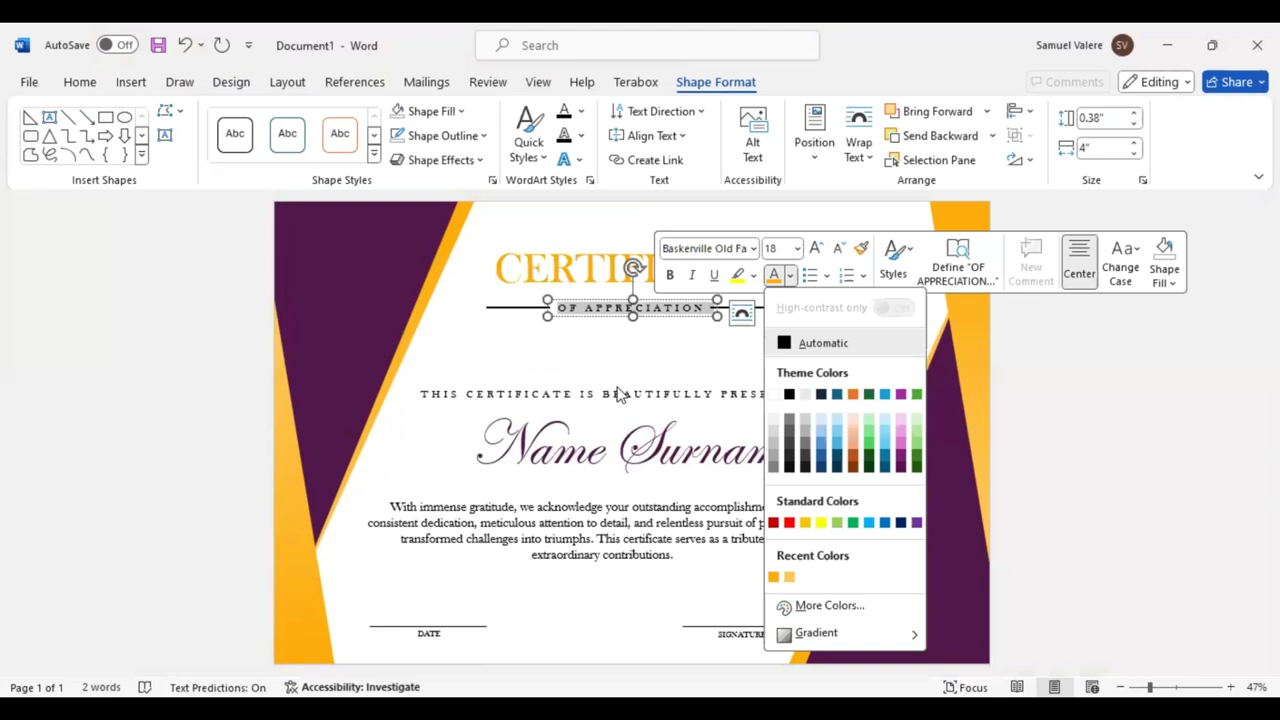 AutoSave Off Document1 - Word Search Samuel Valere SV
File Home Insert Draw Design Layout References Mailings Review View Help Terabox Shape Format Comments Editing Share
Abc Abc Abc
Shape Fill
Shape Outline
Shape Effects
Quick Styles
Text Direction
Align Text
Create Link
Alt Text
Position
Wrap Text
Bring Forward
Send Backward
Selection Pane
0.38"
4"
Insert Shapes Shape Styles WordArt Styles Text Accessibility Arrange Size
Baskerville Old Fa 18
B I U A
Styles
Define "OF APPRECIATION..."
New Comment
Center
Aa
Change Case
Shape Fill
CERTIF
OF APPRECIATION
THIS CERTIFICATE IS BEAUTIFULLY PRESE
Name Surnam
With immense gratitude, we acknowledge your outstanding accomplishme
consistent dedication, meticulous attention to detail, and relentless pursuit of p
transformed challenges into triumphs. This certificate serves as a tribute
extraordinary contributions.
DATE SIGNATURE
High-contrast only Off
Automatic
Theme Colors
Standard Colors
Recent Colors
More Colors...
Gradient
Page 1 of 1 2 words Text Predictions: On Accessibility: Investigate Focus 47%